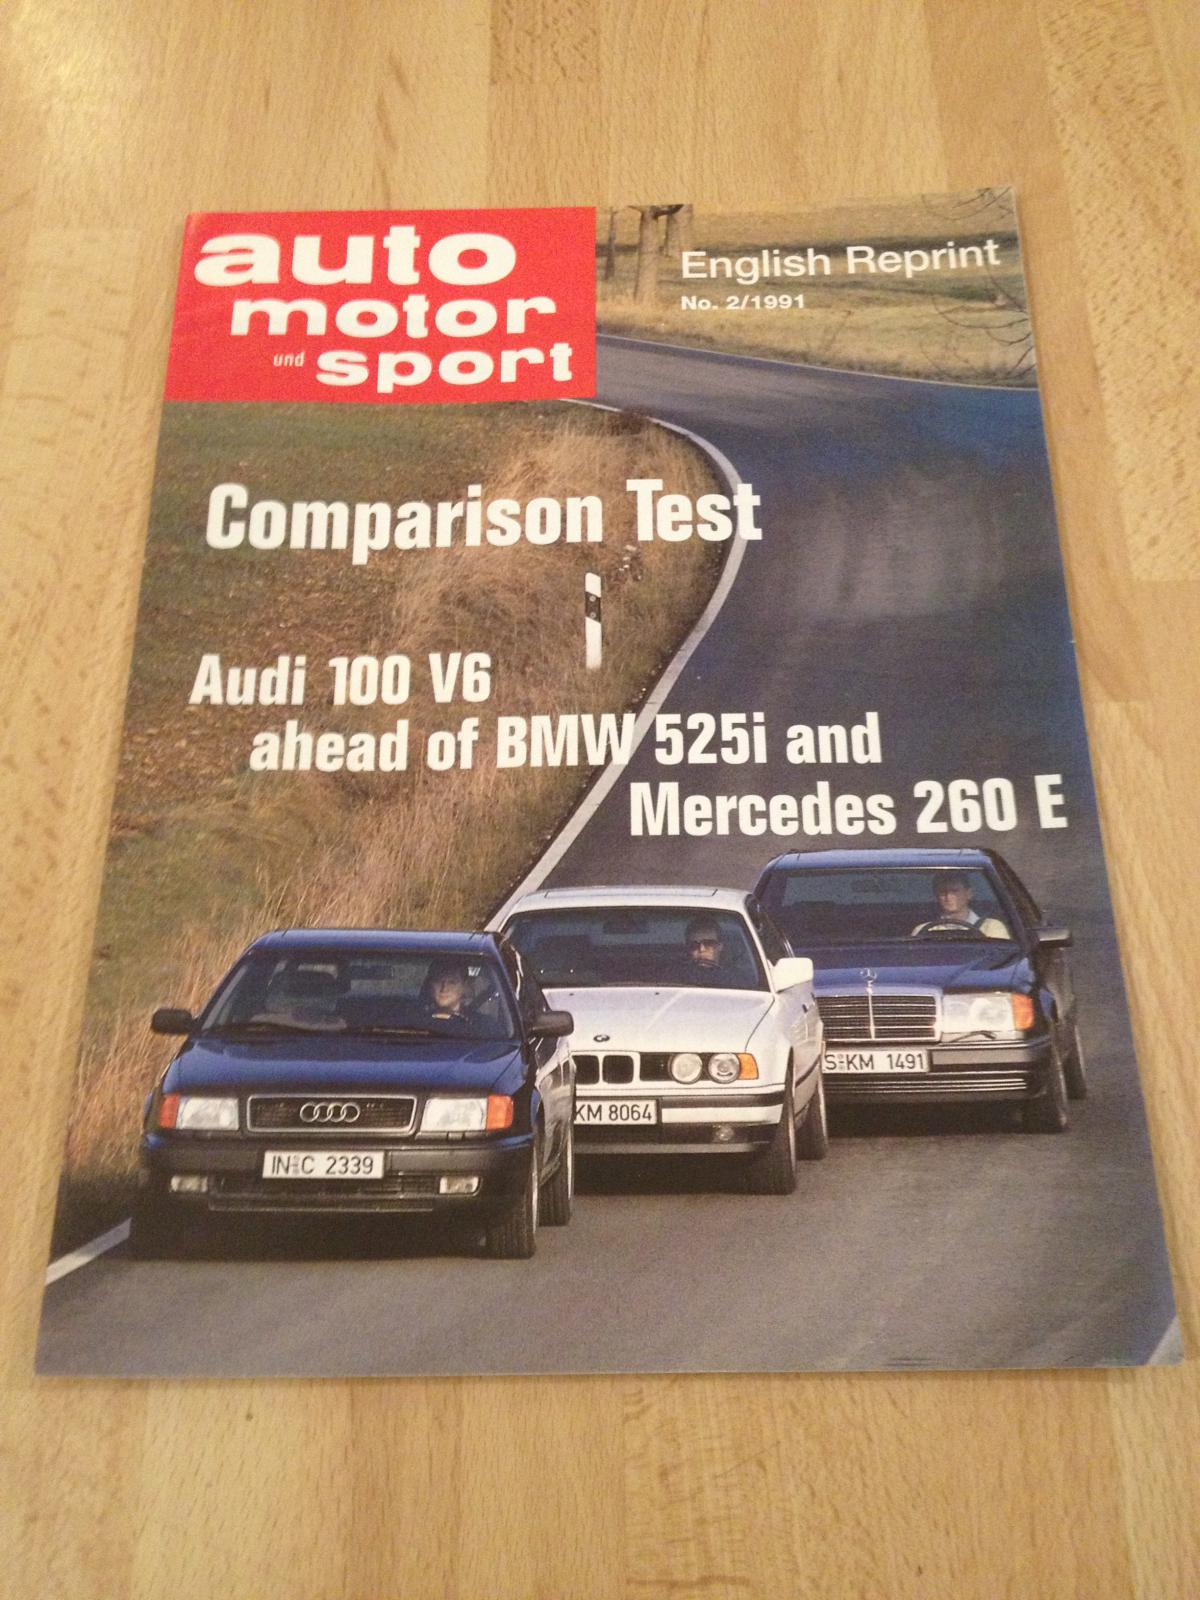 auto
motor
und sport
English Reprint
No. 2/1991
Comparison Test
Audi 100 V6
ahead of BMW 525i and
Mercedes 260 E
S KM 1491
KM 8064
IN C 2339